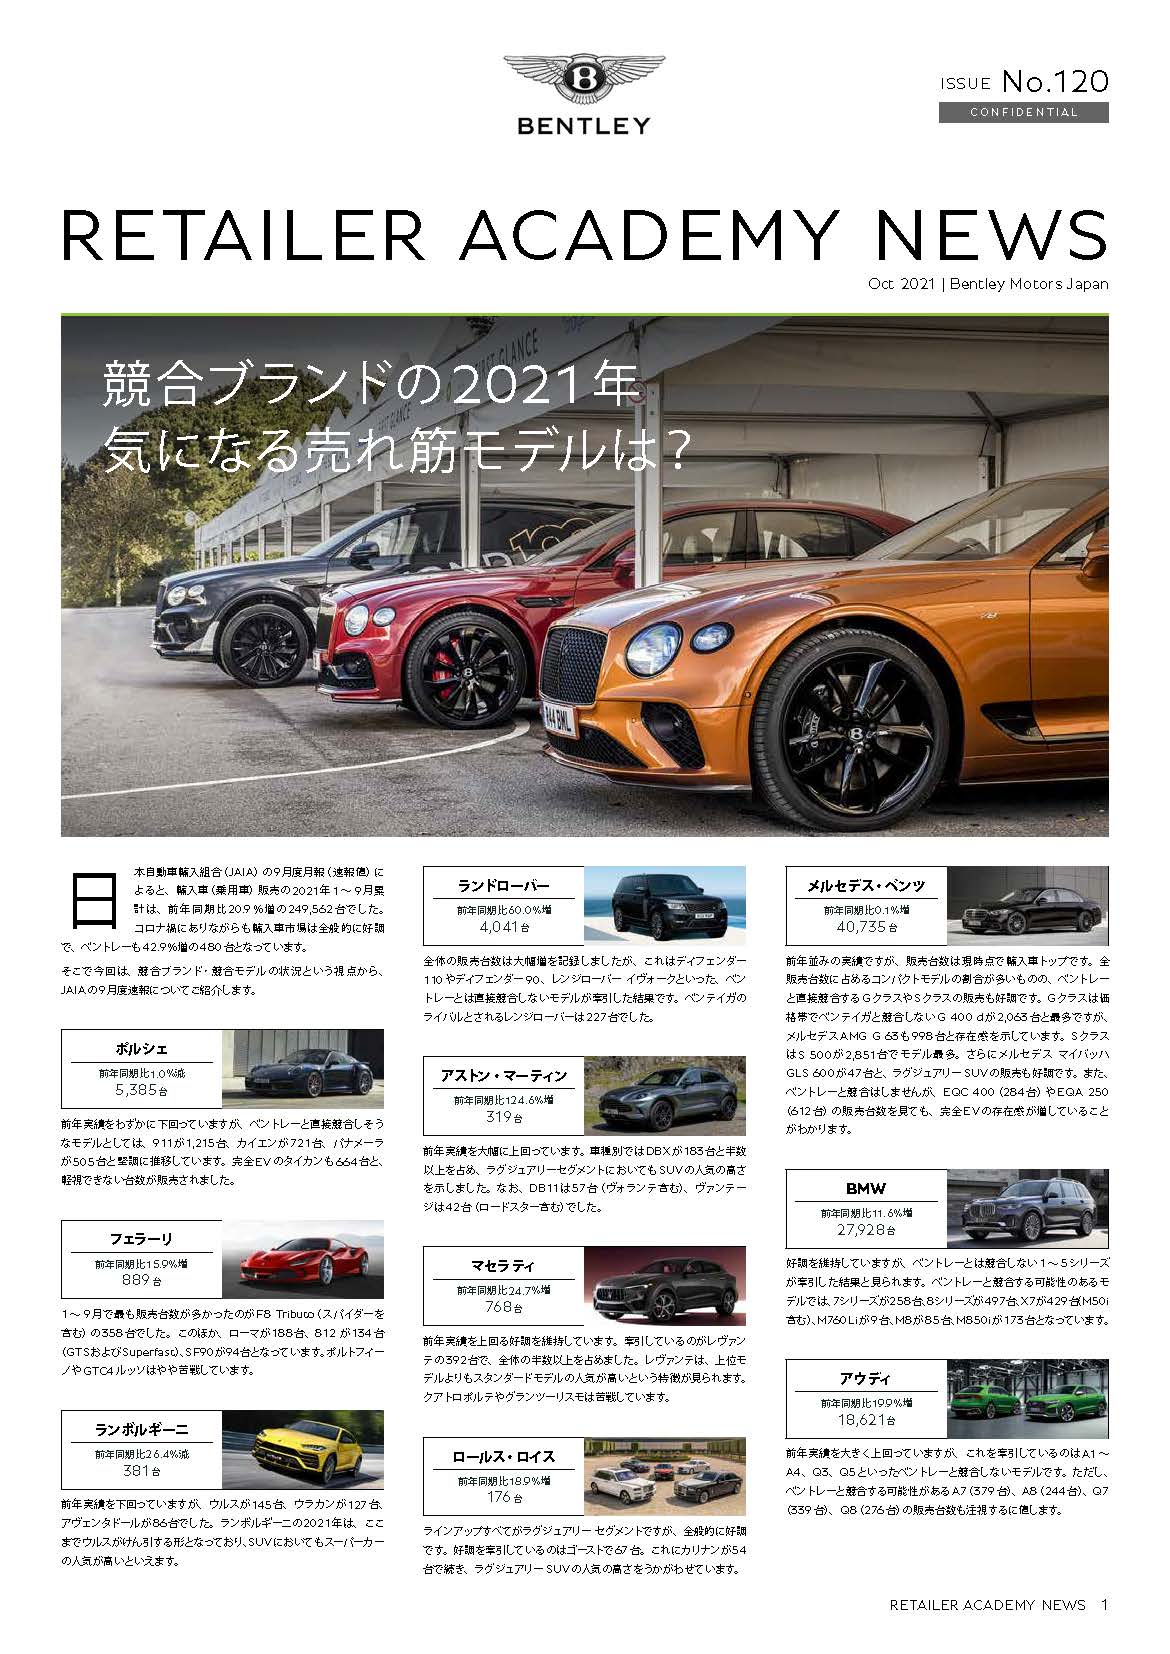 BENTLEY
ISSUE No.120
CONFIDENTIAL
RETAILER ACADEMY NEWS
Oct 2021 | Bentley Motors Japan
競合ブランドの2021年
気になる売れ筋モデルは？
日本自動車輸入組合（JAIA）の9月度月報（速報値）に
よると、輸入車（乗用車）販売の2021年1～9月累
計は、前年同期比20.9％増の249,562台でした。
コロナ禍にありながらも輸入車市場は全般的に好調
で、ベントレーも42.9％増の480台となっています。
そこで今回は、競合ブランド・競合モデルの状況という視点から、
JAIAの9月度速報についてご紹介します。
ポルシェ
前年同期比1.0％減
5,385台
前年実績をわずかに下回っていますが、ベントレーと直接競合しそう
なモデルとしては、911が1,215台、カイエンが721台、パナメーラ
が505台と堅調に推移しています。完全EVのタイカンも664台と、
軽視できない台数が販売されました。
フェラーリ
前年同期比15.9％増
889台
1～9月で最も販売台数が多かったのがF8 Tributo（スパイダーを
含む）の358台でした。このほか、ローマが188台、812が134台
（GTSおよびSuperfast）、SF90が94台となっています。ポルトフィー
ノやGTC4ルッソはやや苦戦しています。
ランボルギーニ
前年同期比26.4％減
381台
前年実績を下回っていますが、ウルスが145台、ウラカンが127台、
アヴェンタドールが86台でした。ランボルギーニの2021年は、ここ
までウルスがけん引する形となっており、SUVにおいてもスーパーカー
の人気が高いといえます。
ランドローバー
前年同期比60.0％増
4,041台
全体の販売台数は大幅増を記録しましたが、これはディフェンダー
110やディフェンダー90、レンジローバー イヴォークといった、ベン
トレーとは直接競合しないモデルが牽引した結果です。ベンテイガの
ライバルとされるレンジローバーは227台でした。
アストン・マーティン
前年同期比124.6％増
319台
前年実績を大幅に上回っています。車種別ではDBXが183台と半数
以上を占め、ラグジュアリーセグメントにおいてもSUVの人気の高さ
を示しました。なお、DB11は57台（ヴォランテ含む）、ヴァンテー
ジは42台（ロードスター含む）でした。
マセラティ
前年同期比24.7％増
768台
前年実績を上回る好調を維持しています。牽引しているのがレヴァン
テの392台で、全体の半数以上を占めました。レヴァンテは、上位モ
デルよりもスタンダードモデルの人気が高いという特徴が見られます。
クアトロポルテやグランツーリスモは苦戦しています。
ロールス・ロイス
前年同期比18.9％増
176台
ラインアップすべてがラグジュアリー セグメントですが、全般的に好調
です。好調を牽引しているのはゴーストで67台。これにカリナンが54
台で続き、ラグジュアリー SUVの人気の高さをうかがわせています。
メルセデス・ベンツ
前年同期比0.1％増
40,735台
前年並みの実績ですが、販売台数は現時点で輸入車トップです。全
販売台数に占めるコンパクトモデルの割合が多いものの、ベントレー
と直接競合するGクラスやSクラスの販売も好調です。Gクラスは価
格帯でベンテイガと競合しないG 400 dが2,063台と最多ですが、
メルセデスAMG G 63も998台と存在感を示しています。Sクラス
はS 500が2,851台でモデル最多。さらにメルセデス マイバッハ
GLS 600が47台と、ラグジュアリー SUVの販売も好調です。また、
ベントレーと競合はしませんが、EQC 400（284台）やEQA 250
（612台）の販売台数を見ても、完全EVの存在感が増していること
がわかります。
BMW
前年同期比11.6％増
27,928台
好調を維持していますが、ベントレーとは競合しない1～5シリーズ
が牽引した結果と見られます。ベントレーと競合する可能性のあるモ
デルでは、7シリーズが258台、8シリーズが497台、X7が429台（M50i
含む）、M760Liが9台、M8が85台、M850iが173台となっています。
アウディ
前年同期比19.9％増
18,621台
前年実績を大きく上回っていますが、これを牽引しているのはA1～
A4、Q3、Q5といったベントレーと競合しないモデルです。ただし、
ベントレーと競合する可能性があるA7（379台）、A8（244台）、Q7
（339台）、Q8（276台）の販売台数も注視するに値します。
RETAILER ACADEMY NEWS 1